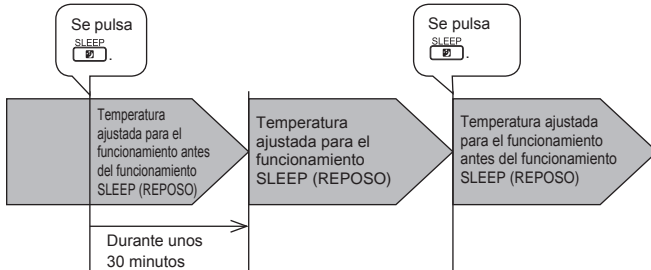 Se pulsa
SLEEP
.
Se pulsa
SLEEP
.
Temperatura
ajustada para el
funcionamiento antes
del funcionamiento
SLEEP (REPOSO)
Temperatura
ajustada para el
funcionamiento
SLEEP (REPOSO)
Temperatura ajustada
para el funcionamiento
antes del funcionamiento
SLEEP (REPOSO)
Durante unos
30 minutos